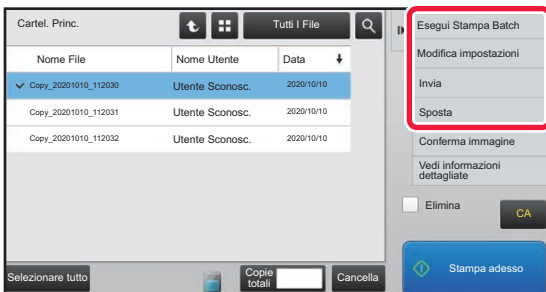 Cartel. Princ.
Tutti I File
Nome File Nome Utente Data
Copy_20201010_112030 Utente Sconosc. 2020/10/10
Copy_20201010_112031 Utente Sconosc. 2020/10/10
Copy_20201010_112032 Utente Sconosc. 2020/10/10
Selezionare tutto
Copie
totali
Cancella
Esegui Stampa Batch
Modifica impostazioni
Invia
Sposta
Conferma immagine
Vedi informazioni
dettagliate
Elimina
CA
Stampa adesso